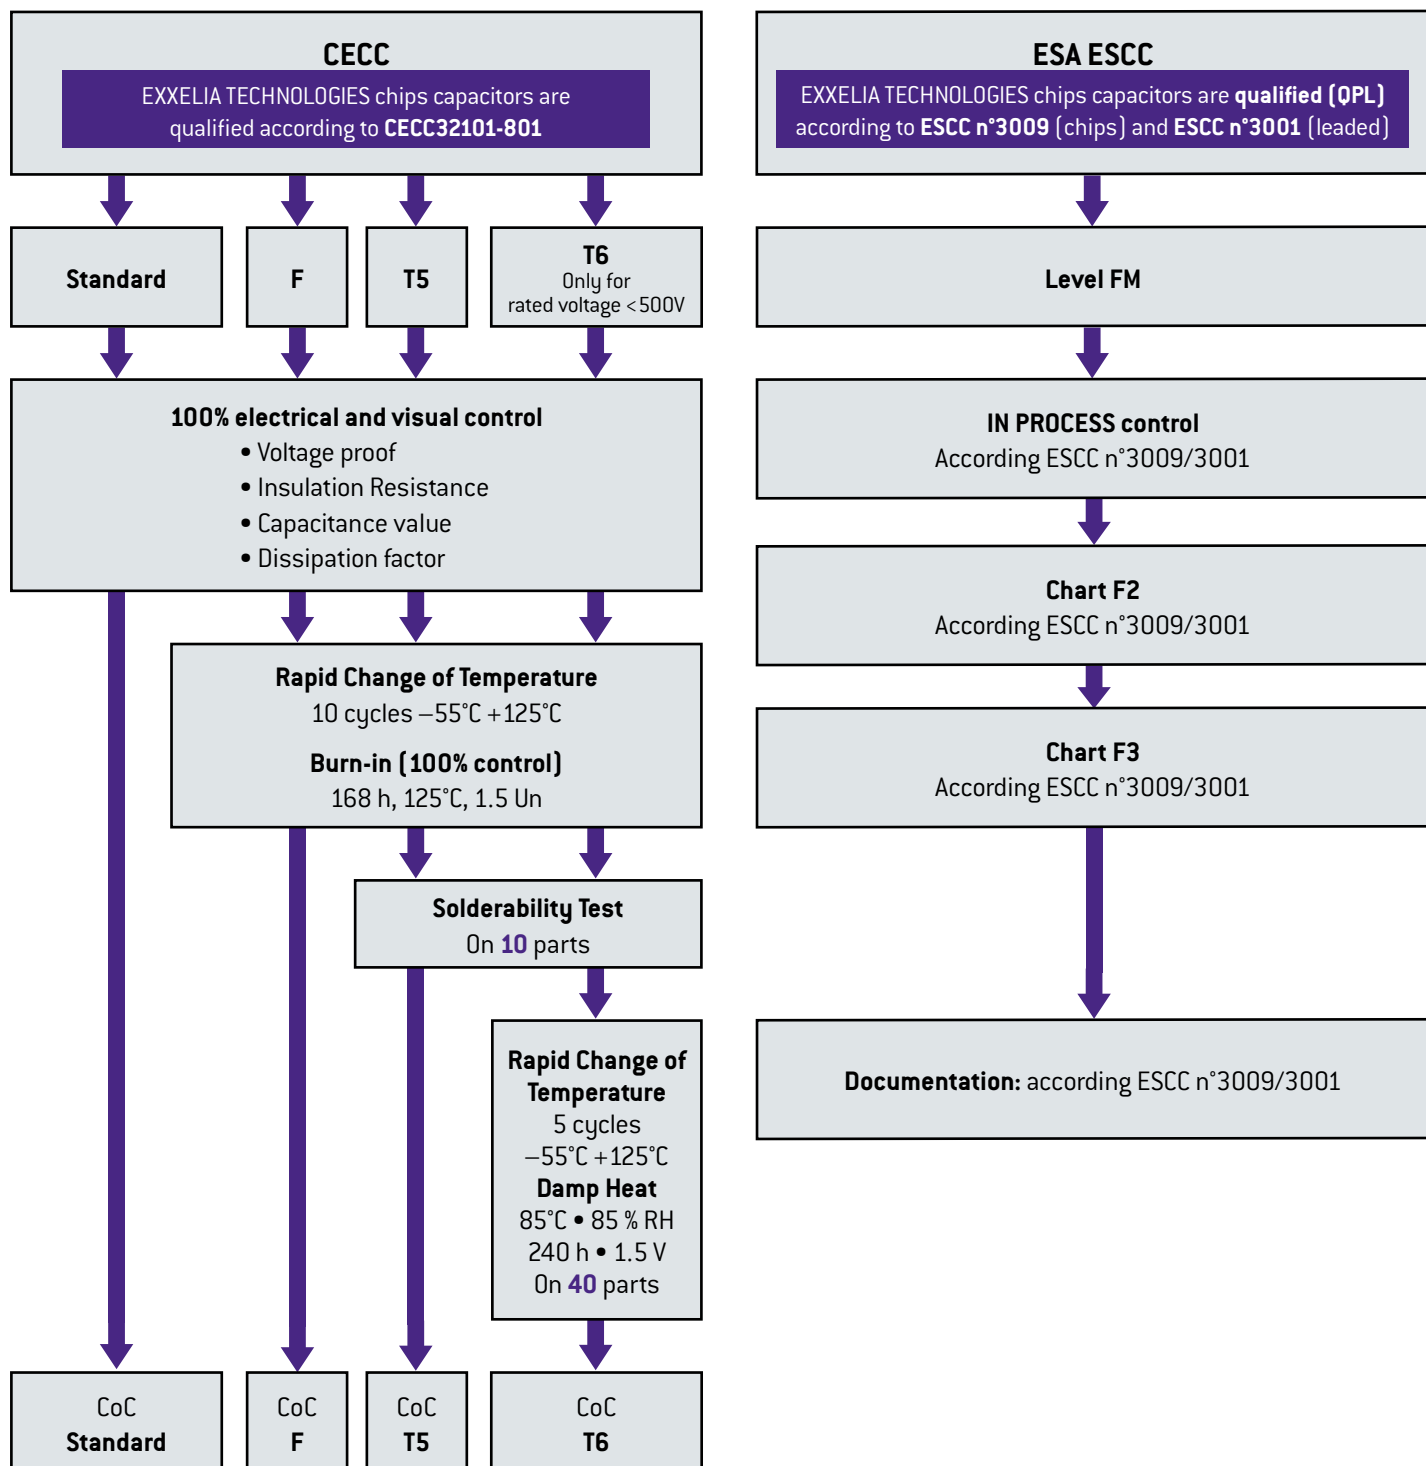 CECC
EXXELIA TECHNOLOGIES chips capacitors are
qualified according to CECC32101-801
Standard
F
T5
T6
Only for
rated voltage <500V
100% electrical and visual control
• Voltage proof
• Insulation Resistance
• Capacitance value
• Dissipation factor
Rapid Change of Temperature
10 cycles –55°C +125°C
Burn-in (100% control)
168 h, 125°C, 1.5 Un
Solderability Test
On 10 parts
Rapid Change of
Temperature
5 cycles
–55°C +125°C
Damp Heat
85°C • 85 % RH
240 h • 1.5 V
On 40 parts
CoC
Standard
CoC
F
CoC
T5
CoC
T6
ESA ESCC
EXXELIA TECHNOLOGIES chips capacitors are qualified (QPL)
according to ESCC n°3009 (chips) and ESCC n°3001 (leaded)
Level FM
IN PROCESS control
According ESCC n°3009/3001
Chart F2
According ESCC n°3009/3001
Chart F3
According ESCC n°3009/3001
Documentation: according ESCC n°3009/3001